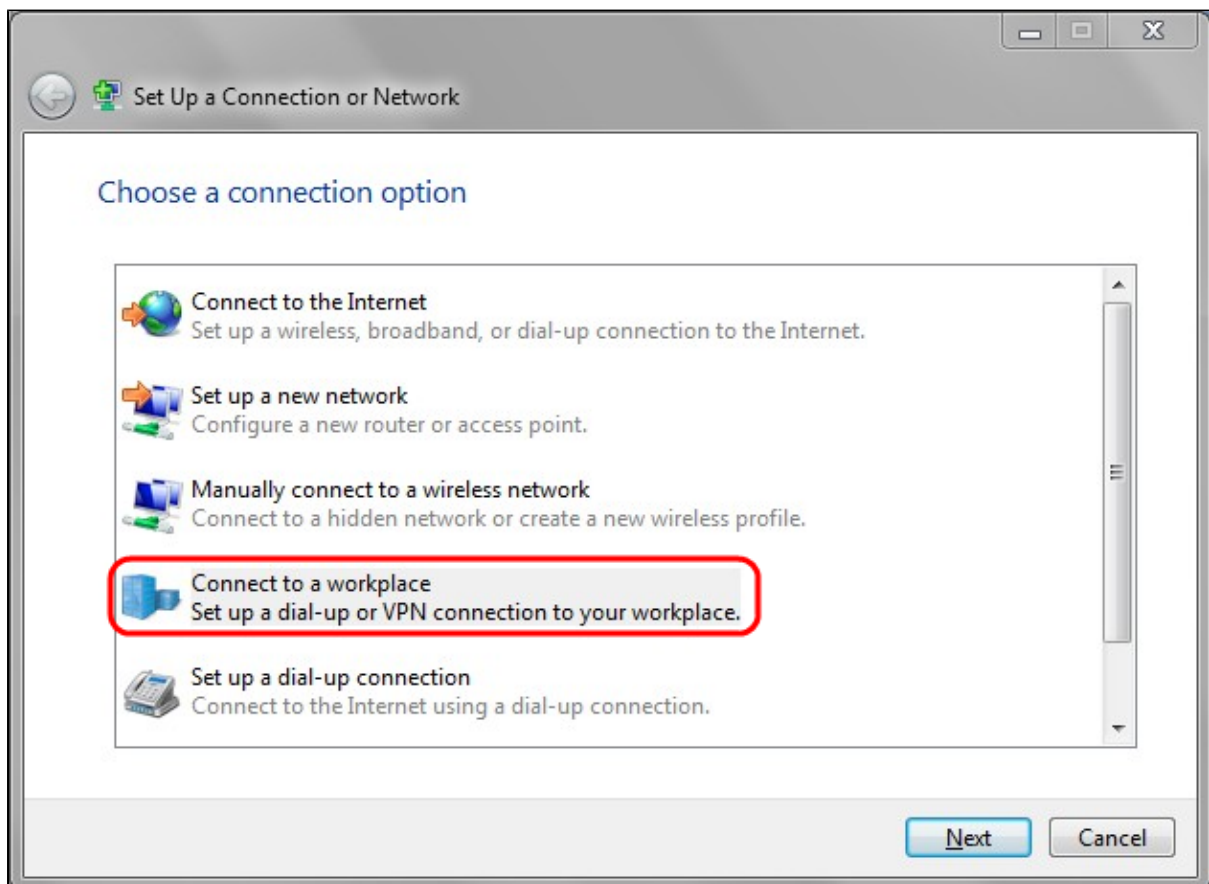 Set Up a Connection or Network
Choose a connection option
Connect to the Internet
Set up a wireless, broadband, or dial-up connection to the Internet.
Set up a new network
Configure a new router or access point.
Manually connect to a wireless network
Connect to a hidden network or create a new wireless profile.
Connect to a workplace
Set up a dial-up or VPN connection to your workplace.
Set up a dial-up connection
Connect to the Internet using a dial-up connection.
Next Cancel